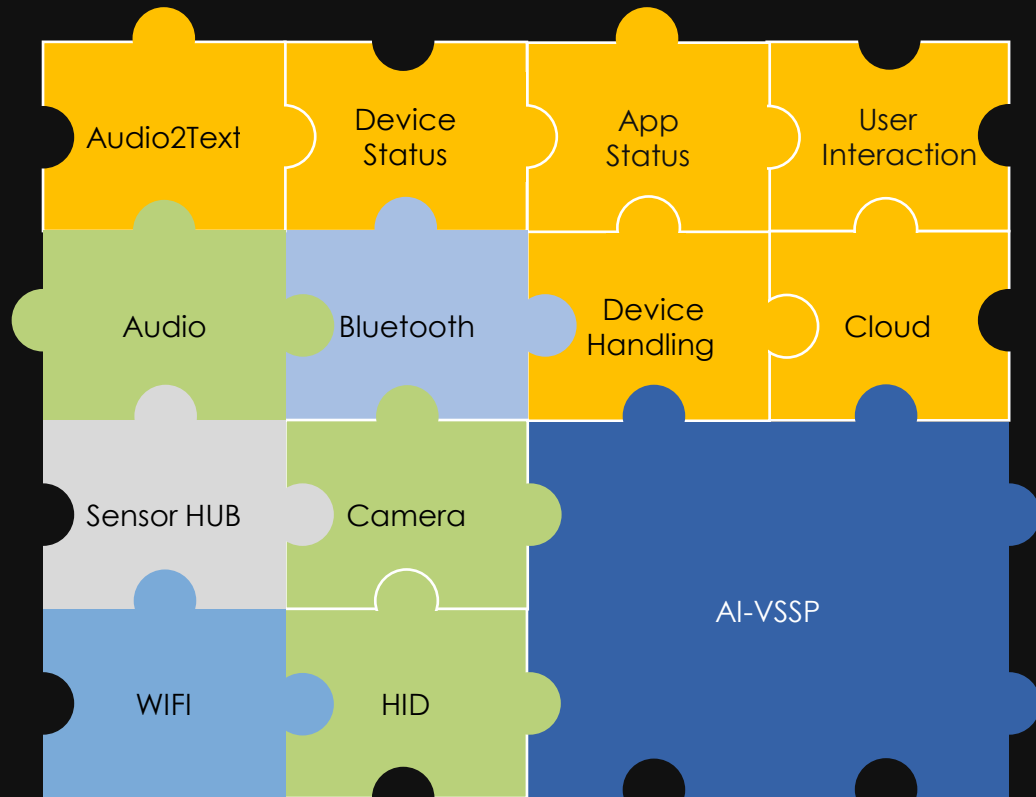 Audio2Text
Device
Status
App
Status
User
Interaction
Audio
Bluetooth
Device
Handling
Cloud
Sensor HUB
Camera
AI-VSSP
WIFI
HID